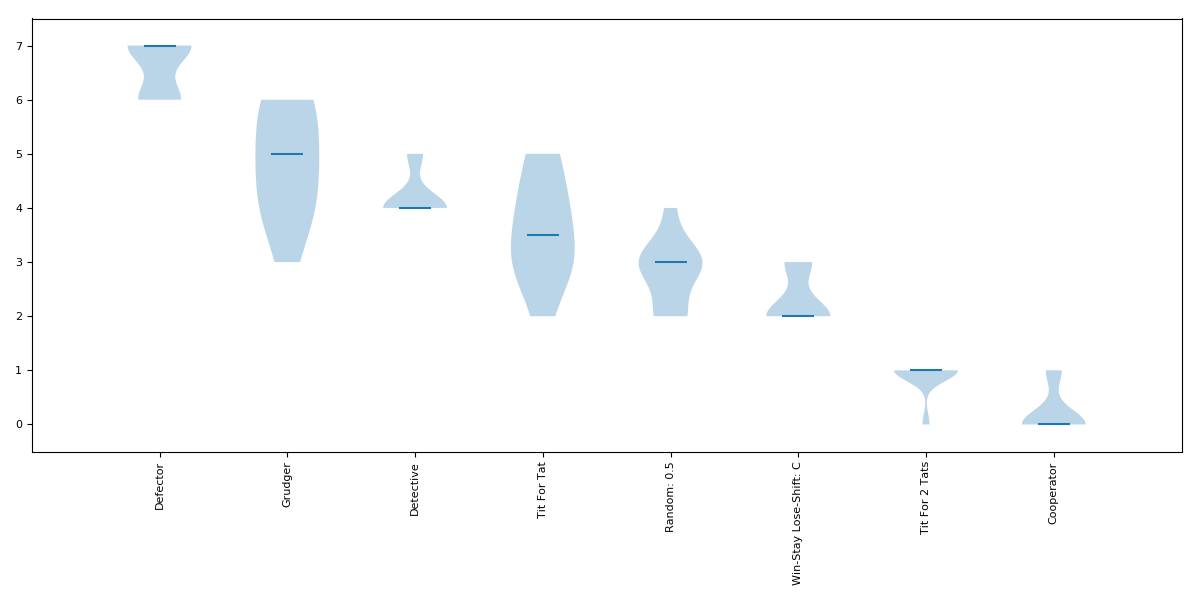 7
6
5
4
3
2
1
0
Defector
Grudger
Detective
Tit For Tat
Random: 0.5
Win-Stay Lose-Shift: C
Tit For 2 Tats
Cooperator